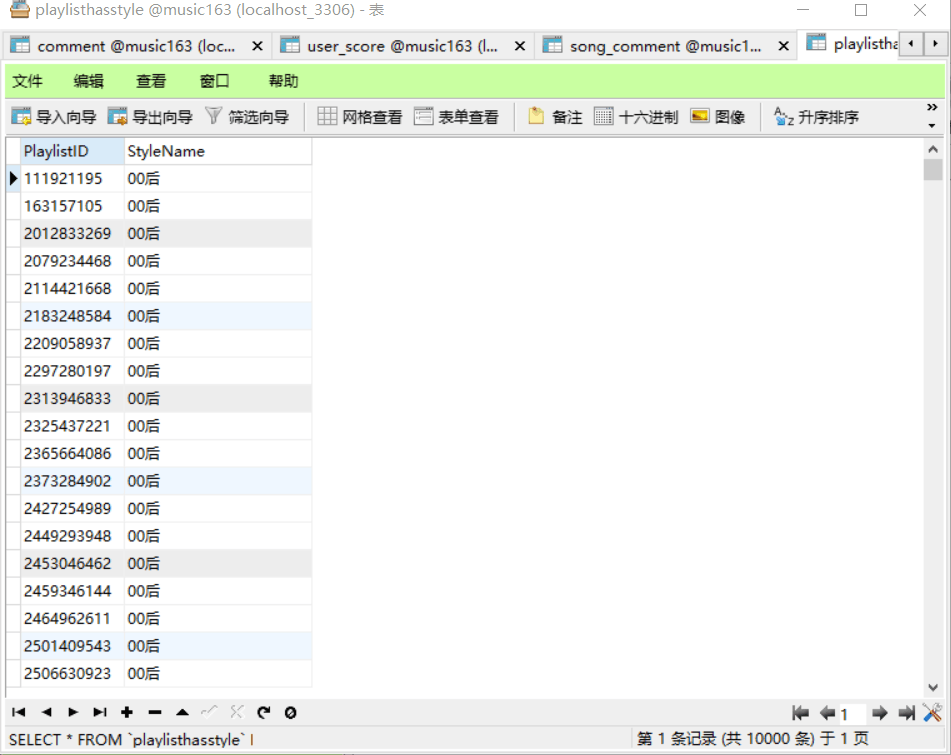 playlisthasstyle @music163 (localhost_3306) - 表
comment @music163 (loc... user_score @music163 (l... song_comment @music1... playlistha
文件 编辑 查看 窗口 帮助
导入向导 导出向导 筛选向导 网格查看 表单查看 备注 十六进制 图像 升序排序
PlaylistID StyleName
111921195 00后
163157105 00后
2012833269 00后
2079234468 00后
2114421668 00后
2183248584 00后
2209058937 00后
2297280197 00后
2313946833 00后
2325437221 00后
2365664086 00后
2373284902 00后
2427254989 00后
2449293948 00后
2453046462 00后
2459346144 00后
2464962611 00后
2501409543 00后
2506630923 00后
1
SELECT * FROM `playlisthasstyle` l 第 1 条记录 (共 10000 条) 于 1 页